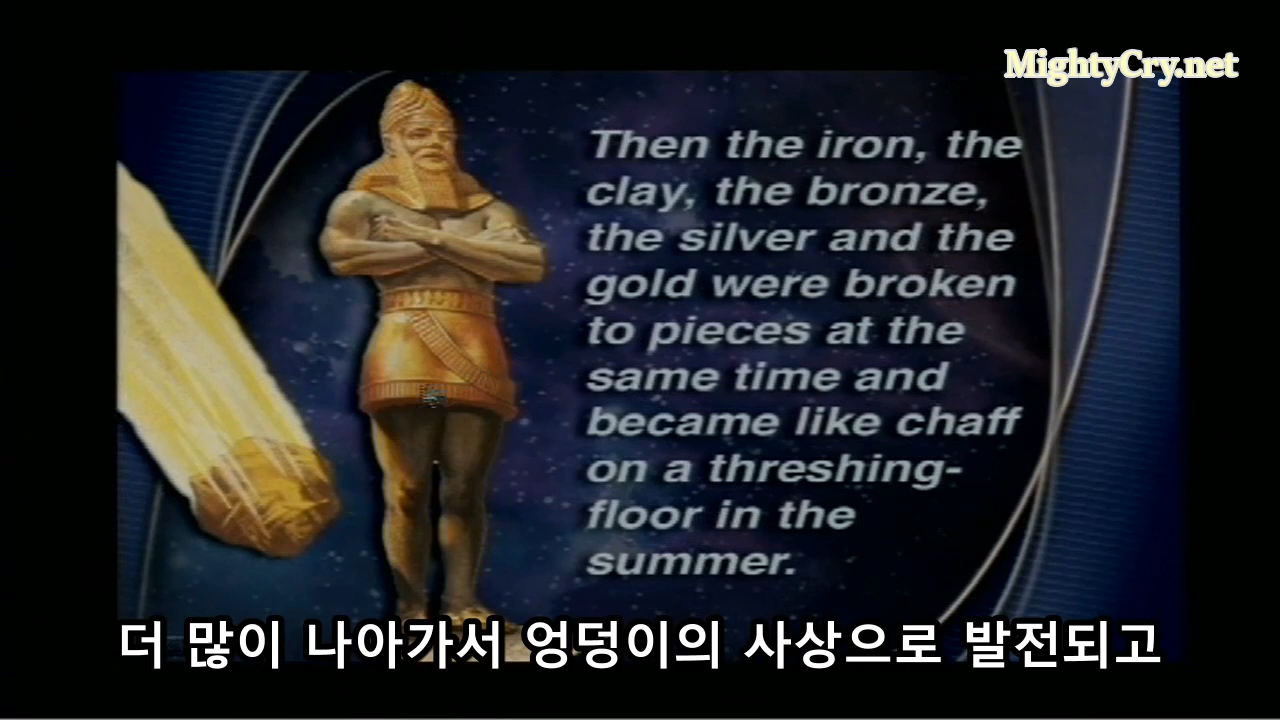 MightyCry.net
Then the iron, the
clay, the bronze,
the silver and the
gold were broken
to pieces at the
same time and
became like chaff
on a threshing-
floor in the
summer.
더 많이 나아가서 엉덩이의 사상으로 발전되고